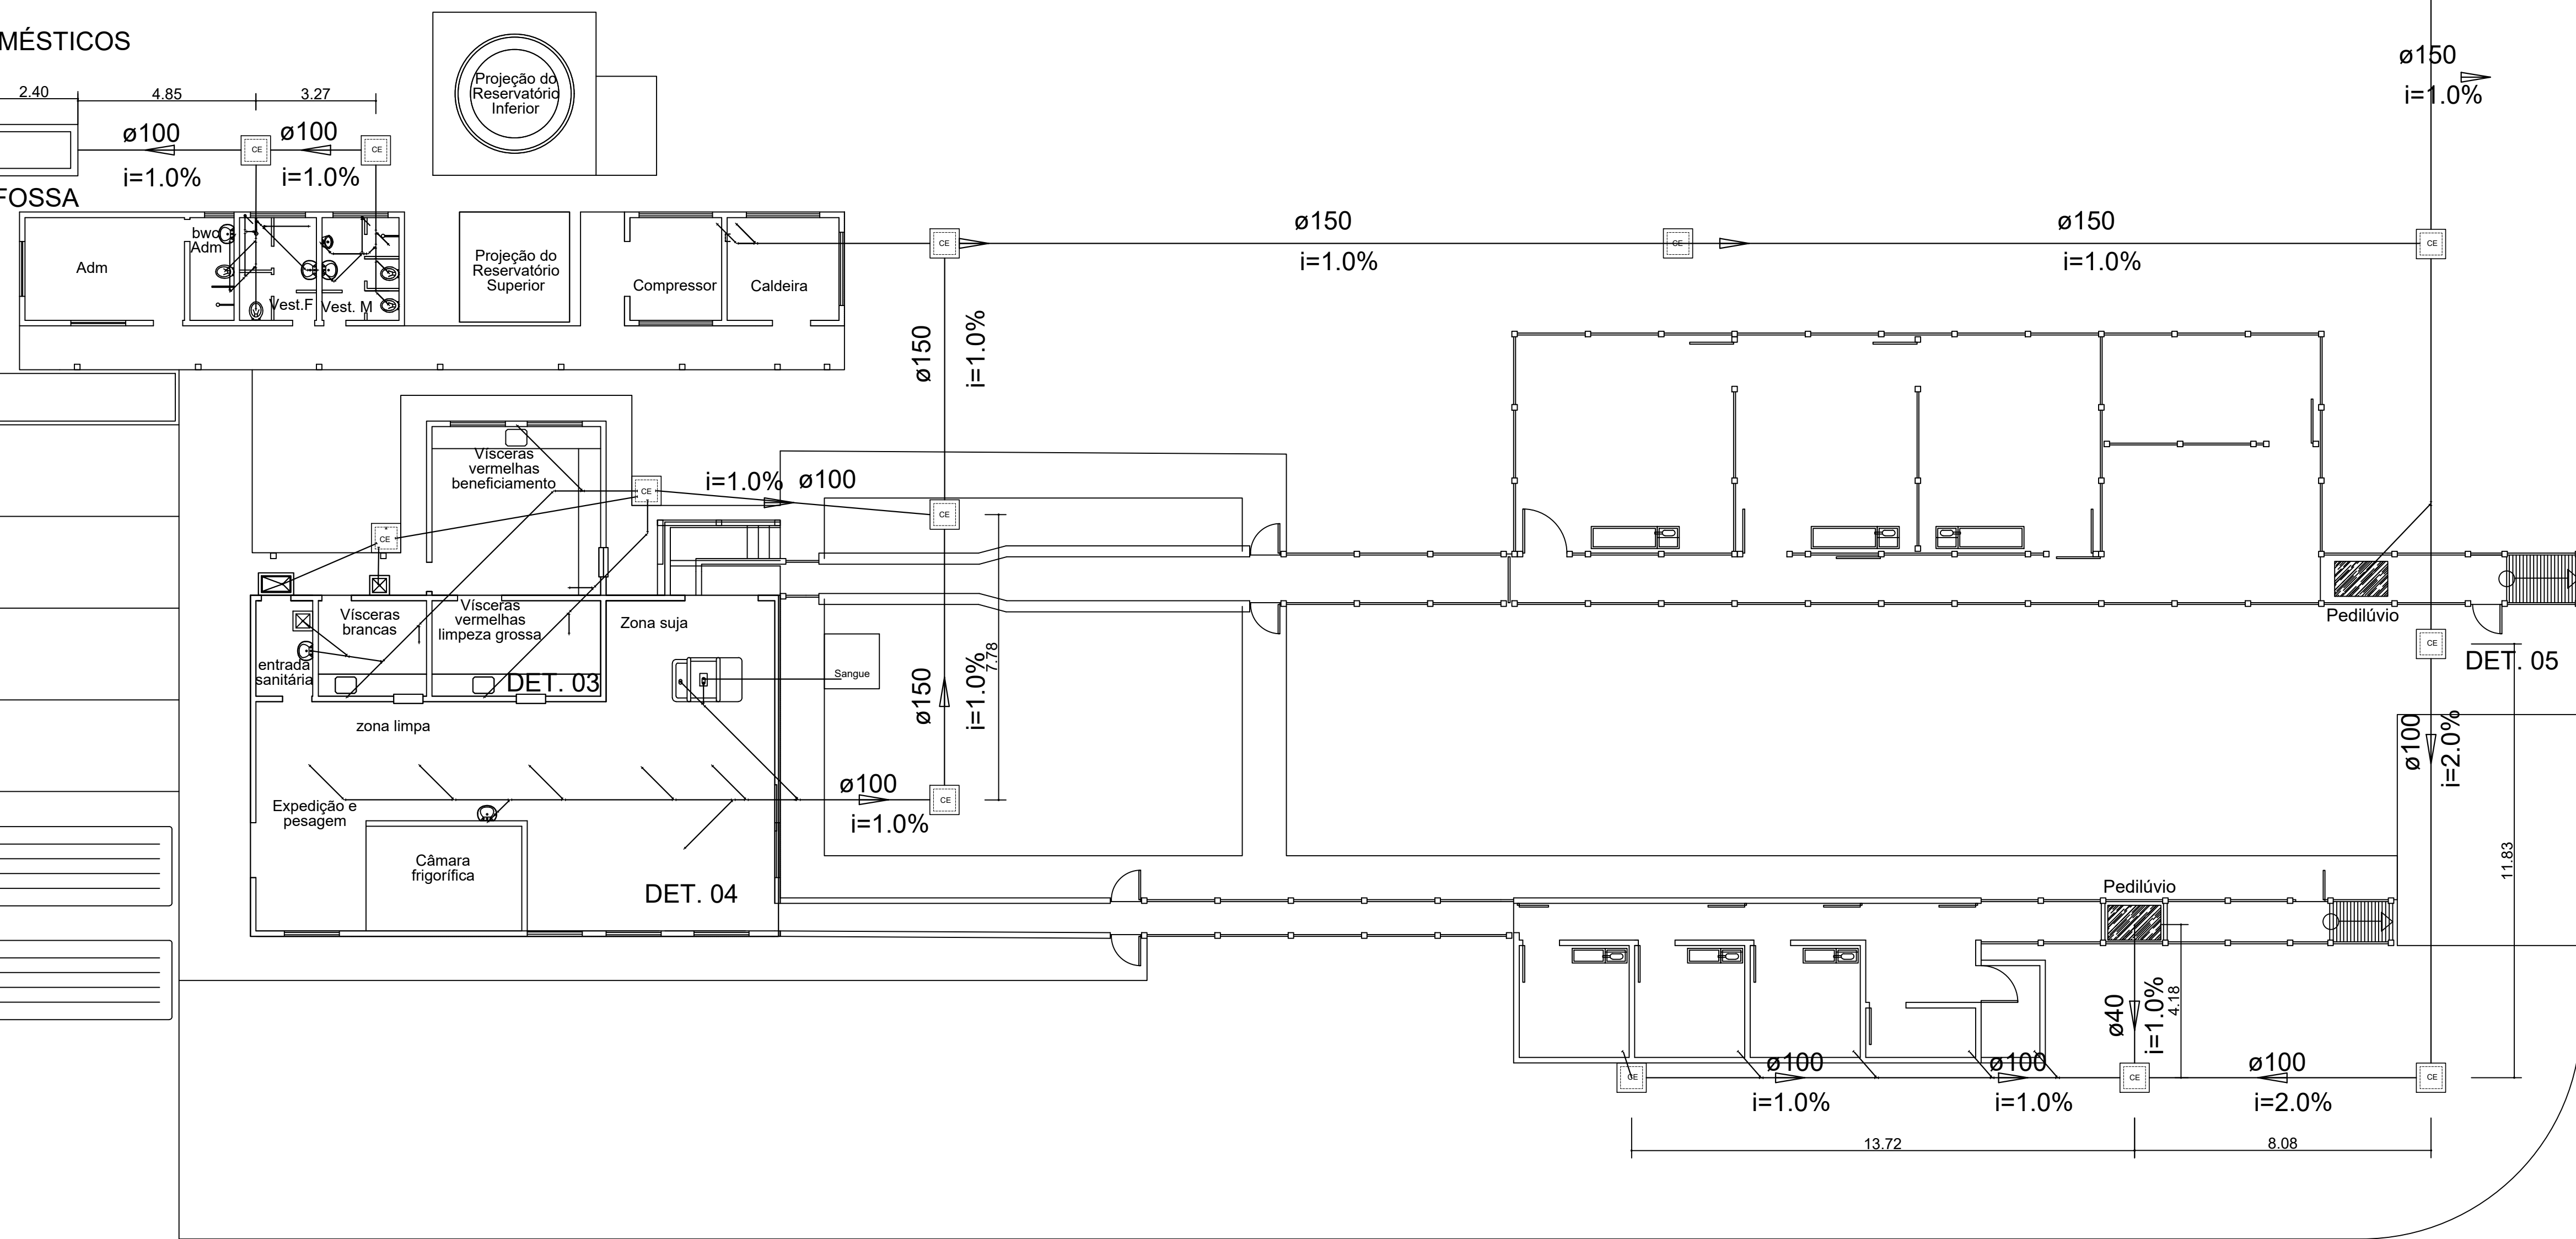 MÉSTICOS
2.40
4.85
3.27
ø100
ø100
CE
CE
i=1.0%
i=1.0%
FOSSA
Projeção do
Reservatório
Inferior
ø150
i=1.0%
Adm
bwc
Adm
Vest.F
Vest. M
Projeção do
Reservatório
Superior
Compressor
Caldeira
CE
ø150
i=1.0%
CE
ø150
i=1.0%
CE
ø150
i=1.0%
Vísceras
vermelhas
beneficiamento
CE
i=1.0%
ø100
CE
CE
Vísceras
brancas
Vísceras
vermelhas
limpeza grossa
Zona suja
entrada
sanitária
DET. 03
Sangue
ø150
i=1.0%
7.78
zona limpa
Expedição e
pesagem
Câmara
frigorífica
DET. 04
ø100
i=1.0%
CE
Pedilúvio
CE
DET. 05
ø100
i=2.0%
11.83
Pedilúvio
ø40
i=1.0%
4.18
CE
ø100
i=1.0%
ø100
i=1.0%
CE
ø100
i=2.0%
CE
13.72
8.08